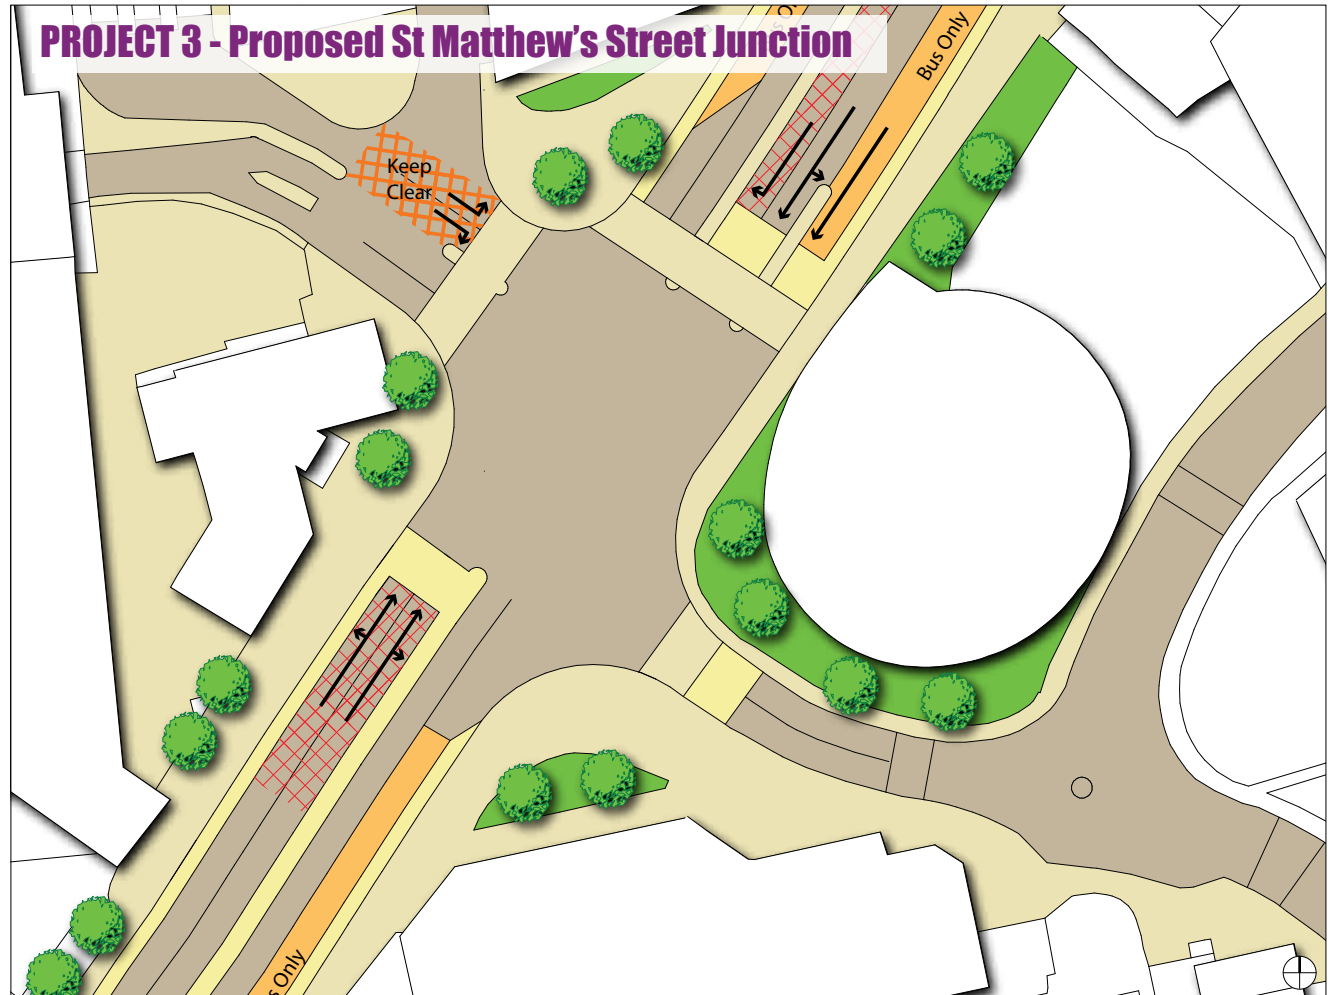 PROJECT 3 - Proposed St Matthew's Street Junction
s O
Bus Only
Keep
Clear
s Only